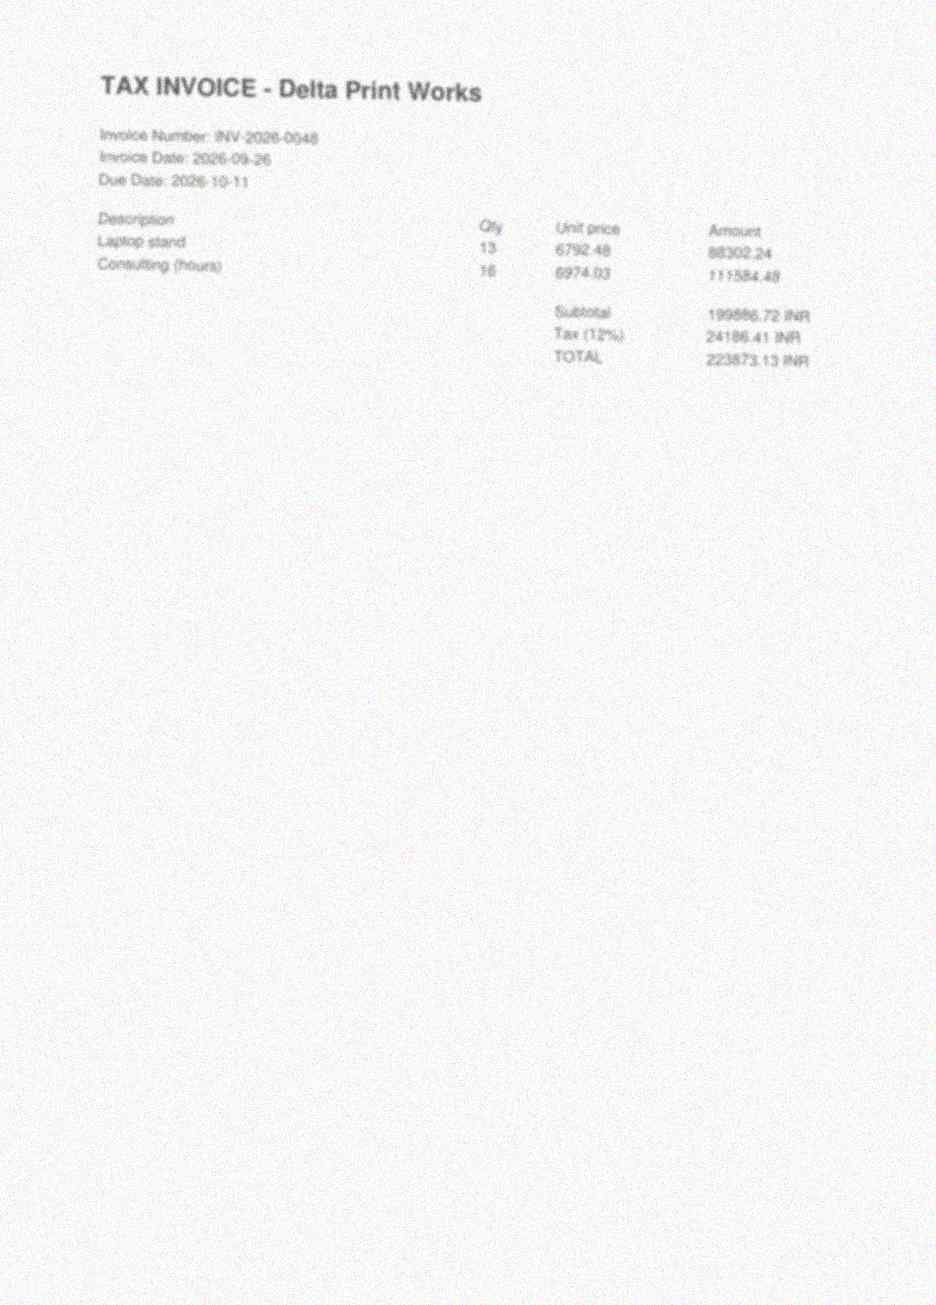 TAX INVOICE - Delta Print Works
Invoice Number: INV-2026-0048
Invoice Date: 2026-09-26
Due Date: 2026-10-11
Description Qty Unit price Amount
Laptop stand 13 6792.48 88302.24
Consulting (hours) 16 6974.03 111584.48
Subtotal 199886.72 INR
Tax (12%) 24186.41 INR
TOTAL 223873.13 INR